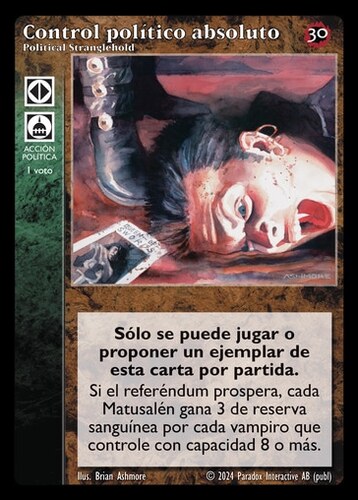 Control político absoluto
30
Political Stranglehold
ACCIÓN
POLÍTICA
1 voto
SWORDS
ASHMORE
Sólo se puede jugar o
proponer un ejemplar de
esta carta por partida.
Si el referéndum prospera, cada
Matusalén gana 3 de reserva
sanguínea por cada vampiro que
controle con capacidad 8 o más.
Ilus. Brian Ashmore
© 2024 Paradox Interactive AB (publ)